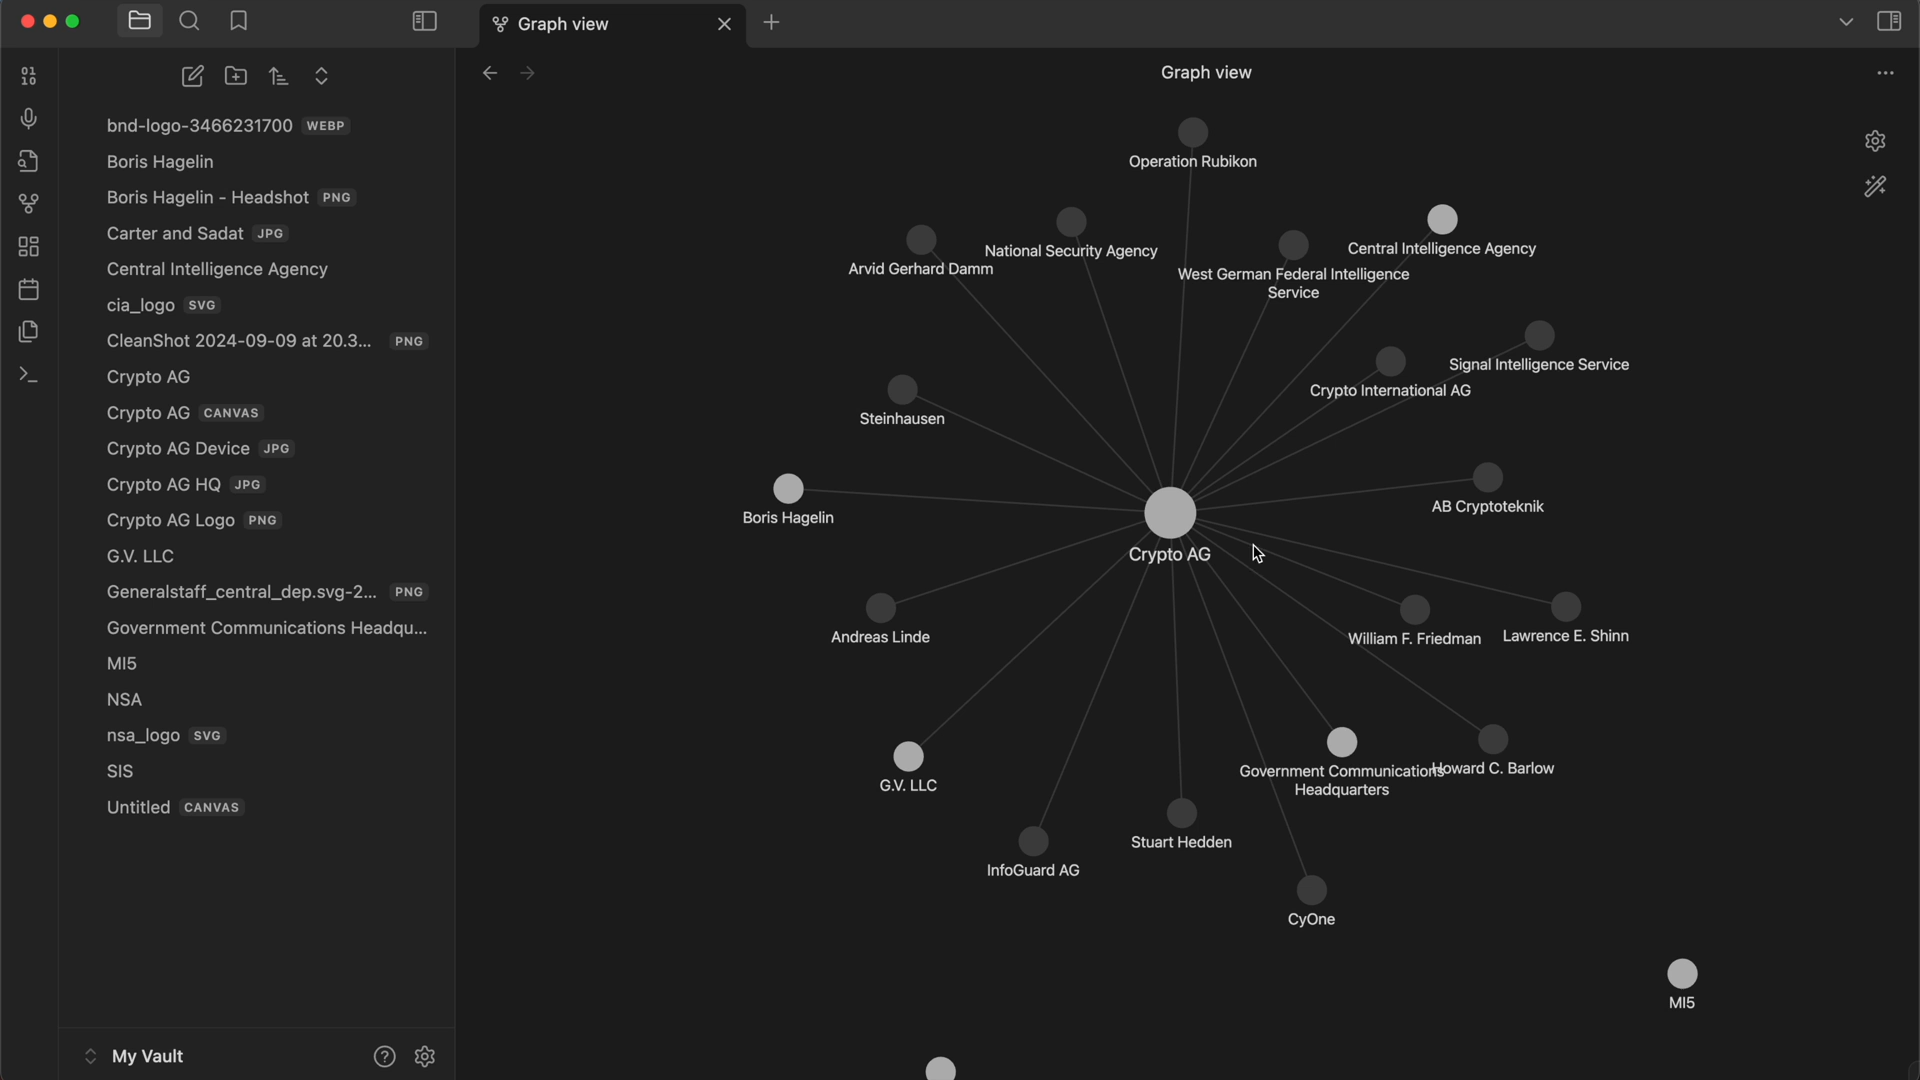 Graph view
01
10
Graph view
bnd-logo-3466231700 WEBP
Boris Hagelin
Boris Hagelin - Headshot PNG
Carter and Sadat JPG
Central Intelligence Agency
cia_logo SVG
CleanShot 2024-09-09 at 20.3... PNG
Crypto AG
Crypto AG CANVAS
Crypto AG Device JPG
Crypto AG HQ JPG
Crypto AG Logo PNG
G.V. LLC
Generalstaff_central_dep.svg-2... PNG
Government Communications Headqu...
MI5
NSA
nsa_logo SVG
SIS
Untitled CANVAS
My Vault
Operation Rubikon
National Security Agency
Arvid Gerhard Damm
Central Intelligence Agency
West German Federal Intelligence
Service
Signal Intelligence Service
Crypto International AG
Steinhausen
Boris Hagelin
AB Cryptoteknik
Crypto AG
Andreas Linde
William F. Friedman
Lawrence E. Shinn
G.V. LLC
Government Communications
Headquarters
Howard C. Barlow
Stuart Hedden
InfoGuard AG
CyOne
MI5